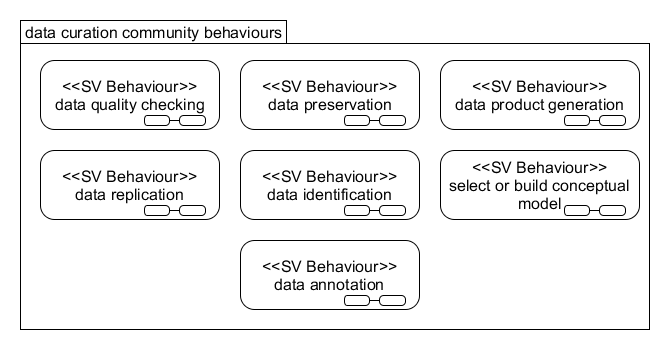 data curation community behaviours
<<SV Behaviour>>
data quality checking
<<SV Behaviour>>
data preservation
<<SV Behaviour>>
data product generation
<<SV Behaviour>>
data replication
<<SV Behaviour>>
data identification
<<SV Behaviour>>
select or build conceptual
model
<<SV Behaviour>>
data annotation